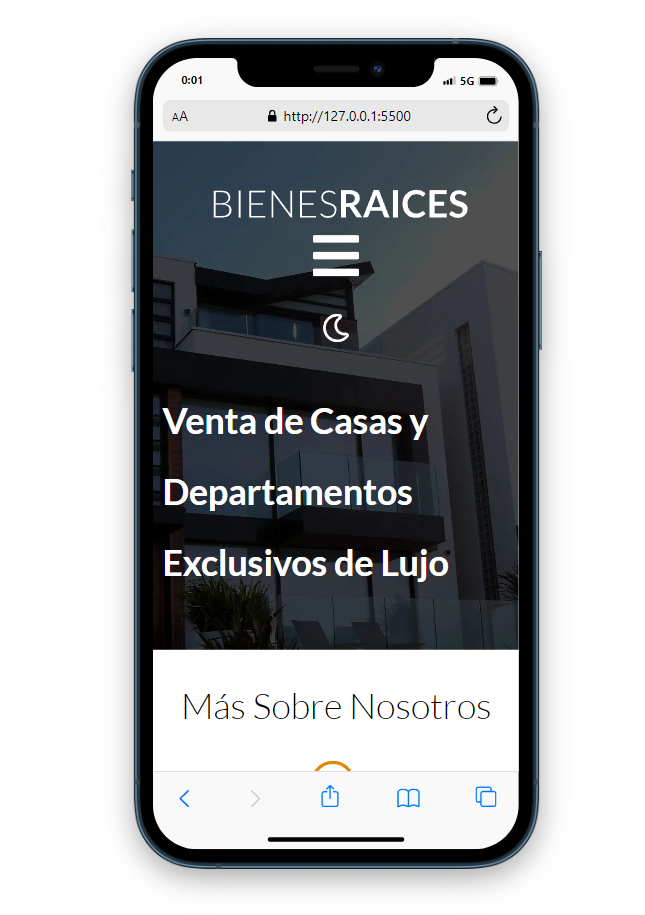 0:01
5G
AA
http://127.0.0.1:5500
BIENESRAICES
Venta de Casas y
Departamentos
Exclusivos de Lujo
Más Sobre Nosotros